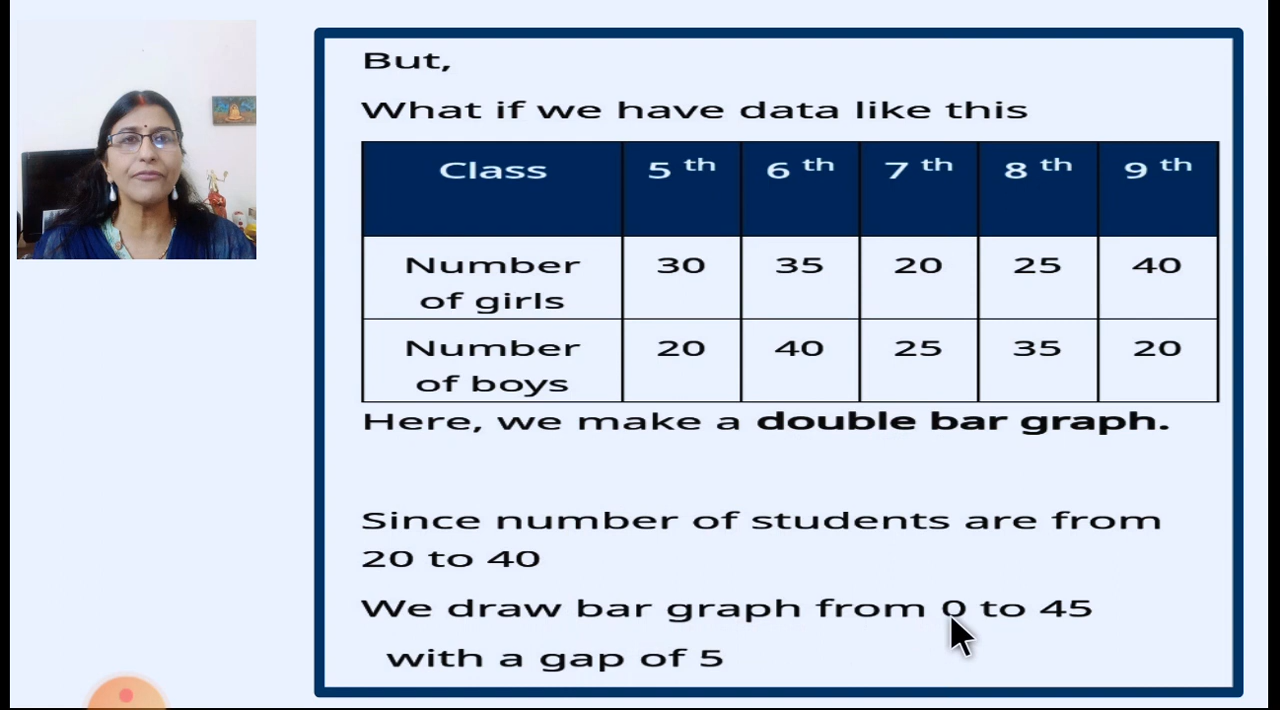 But,
What if we have data like this
Class 5 th 6 th 7 th 8 th 9 th
Number of girls 30 35 20 25 40
Number of boys 20 40 25 35 20
Here, we make a double bar graph.
Since number of students are from
20 to 40
We draw bar graph from 0 to 45
with a gap of 5